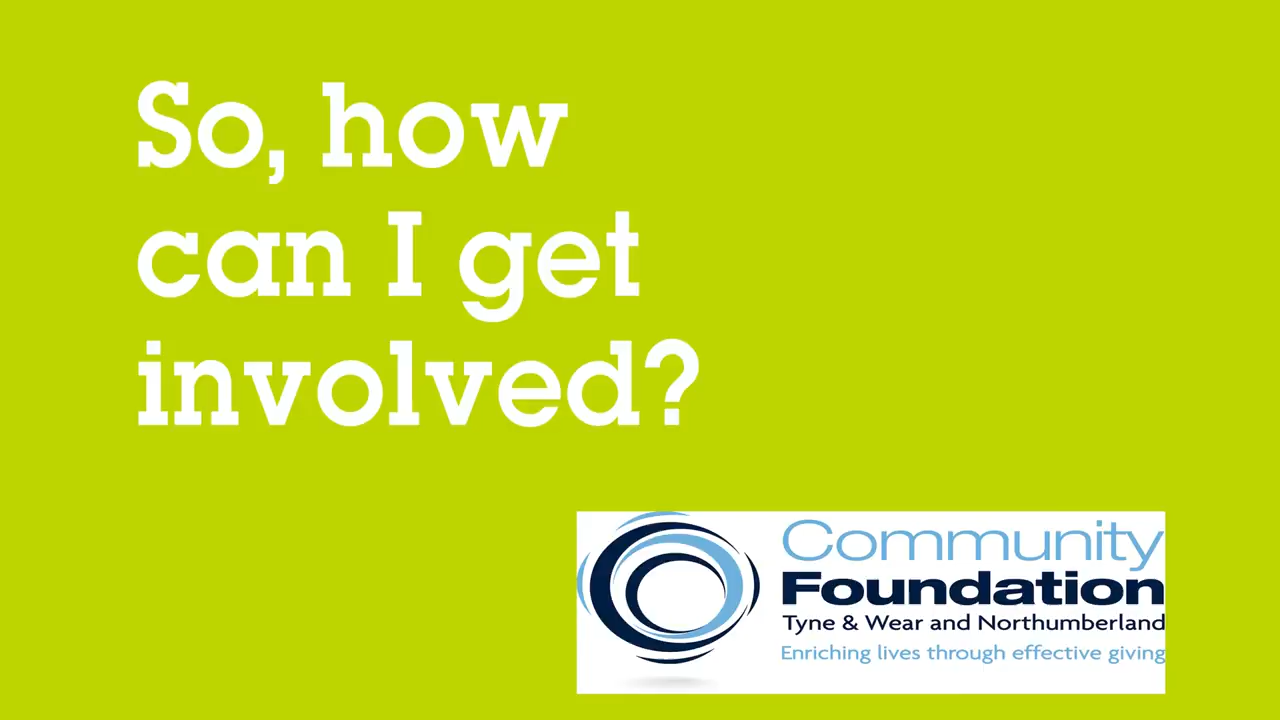 So, how
can I get
involved?
Community
Foundation
Tyne & Wear and Northumberland
Enriching lives through effective giving